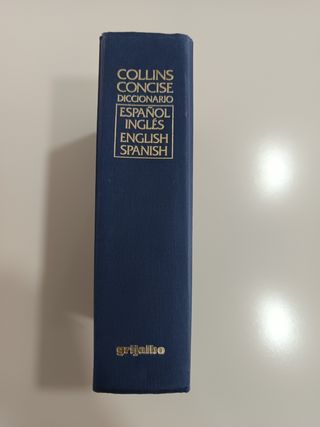 COLLINS
CONCISE
DICCIONARIO
ESPAÑOL
INGLÉS
ENGLISH
SPANISH
grijalbo